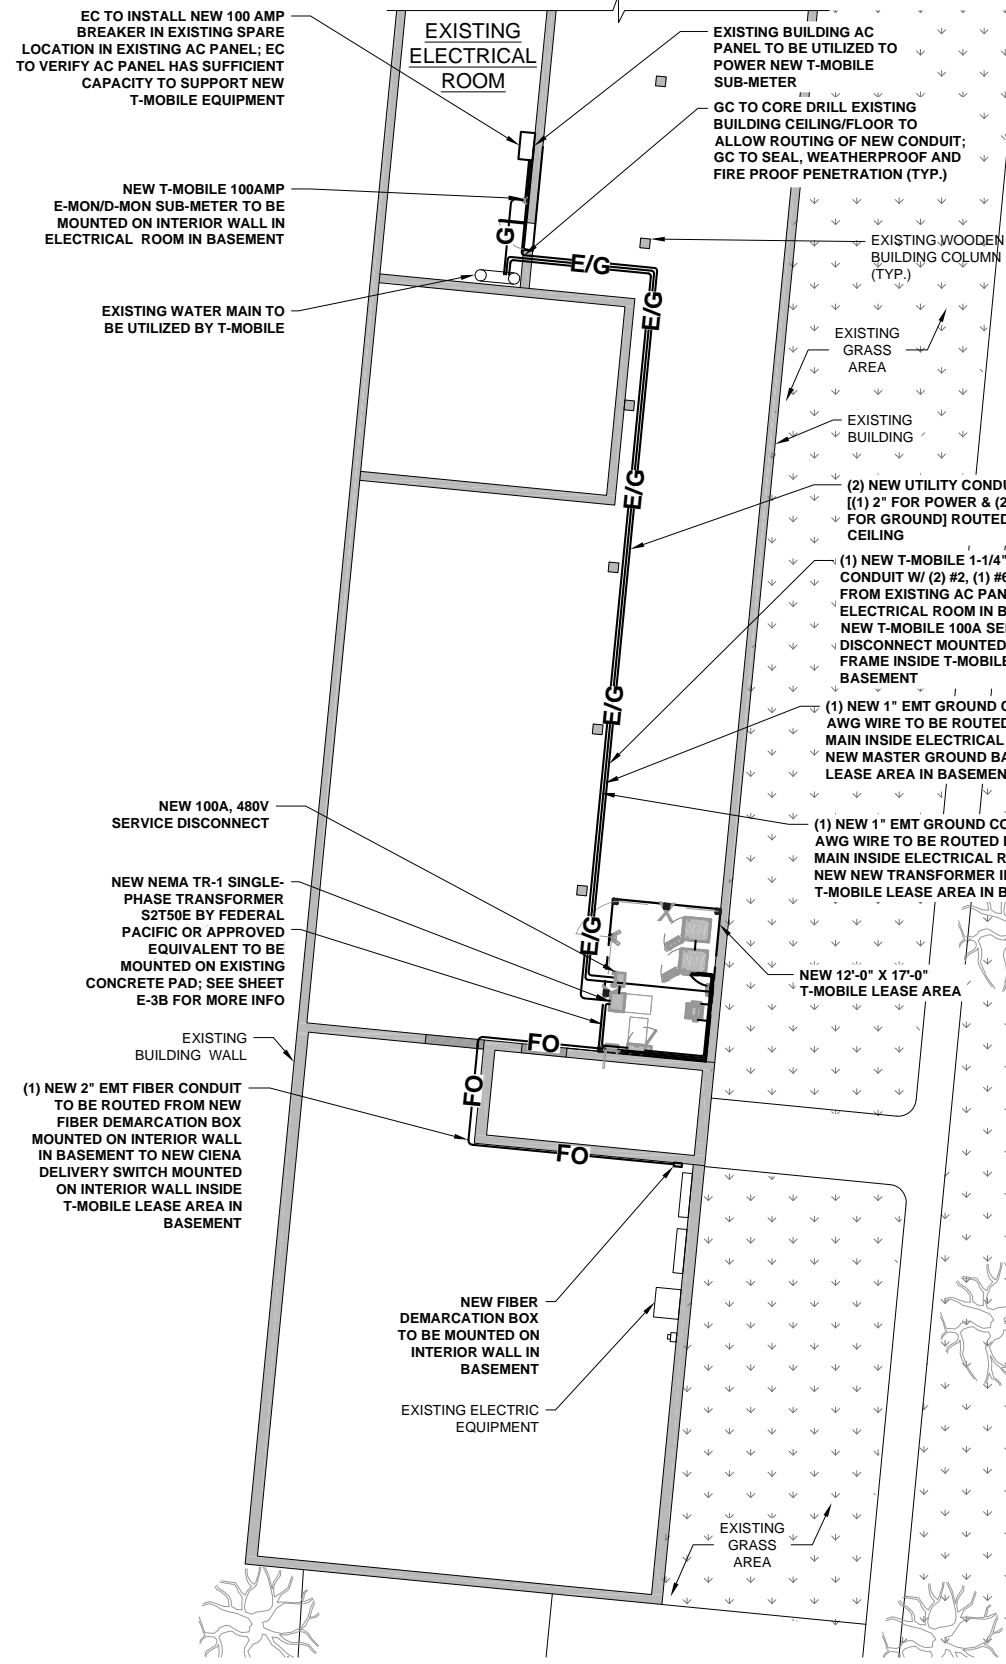 EC TO INSTALL NEW 100 AMP
BREAKER IN EXISTING SPARE
LOCATION IN EXISTING AC PANEL; EC
TO VERIFY AC PANEL HAS SUFFICIENT
CAPACITY TO SUPPORT NEW
T-MOBILE EQUIPMENT
EXISTING
ELECTRICAL
ROOM
EXISTING BUILDING AC
PANEL TO BE UTILIZED TO
POWER NEW T-MOBILE
SUB-METER
GC TO CORE DRILL EXISTING
BUILDING CEILING/FLOOR TO
ALLOW ROUTING OF NEW CONDUIT;
GC TO SEAL, WEATHERPROOF AND
FIRE PROOF PENETRATION (TYP.)
NEW T-MOBILE 100AMP
E-MON/D-MON SUB-METER TO BE
MOUNTED ON INTERIOR WALL IN
ELECTRICAL ROOM IN BASEMENT
G
E/G
EXISTING WOODEN
BUILDING COLUMN
(TYP.)
EXISTING WATER MAIN TO
BE UTILIZED BY T-MOBILE
E/G
EXISTING
GRASS
AREA
EXISTING
BUILDING
E/G
(2) NEW UTILITY CONDU
[(1) 2" FOR POWER & (2
FOR GROUND] ROUTED
CEILING
(1) NEW T-MOBILE 1-1/4"
CONDUIT W/ (2) #2, (1) #6
FROM EXISTING AC PAN
ELECTRICAL ROOM IN B
NEW T-MOBILE 100A SE
DISCONNECT MOUNTED
FRAME INSIDE T-MOBILE
BASEMENT
E/G
(1) NEW 1" EMT GROUND C
AWG WIRE TO BE ROUTED
MAIN INSIDE ELECTRICAL
NEW MASTER GROUND BA
LEASE AREA IN BASEMEN
(1) NEW 1" EMT GROUND CO
AWG WIRE TO BE ROUTED
MAIN INSIDE ELECTRICAL R
NEW NEW TRANSFORMER I
T-MOBILE LEASE AREA IN B
NEW 100A, 480V
SERVICE DISCONNECT
NEW NEMA TR-1 SINGLE-
PHASE TRANSFORMER
S2T50E BY FEDERAL
PACIFIC OR APPROVED
EQUIVALENT TO BE
MOUNTED ON EXISTING
CONCRETE PAD; SEE SHEET
E-3B FOR MORE INFO
E/G
NEW 12'-0" X 17'-0"
T-MOBILE LEASE AREA
EXISTING
BUILDING WALL
FO
FO
FO
(1) NEW 2" EMT FIBER CONDUIT
TO BE ROUTED FROM NEW
FIBER DEMARCATION BOX
MOUNTED ON INTERIOR WALL
IN BASEMENT TO NEW CIENA
DELIVERY SWITCH MOUNTED
ON INTERIOR WALL INSIDE
T-MOBILE LEASE AREA IN
BASEMENT
NEW FIBER
DEMARCATION BOX
TO BE MOUNTED ON
INTERIOR WALL IN
BASEMENT
EXISTING ELECTRIC
EQUIPMENT
EXISTING
GRASS
AREA